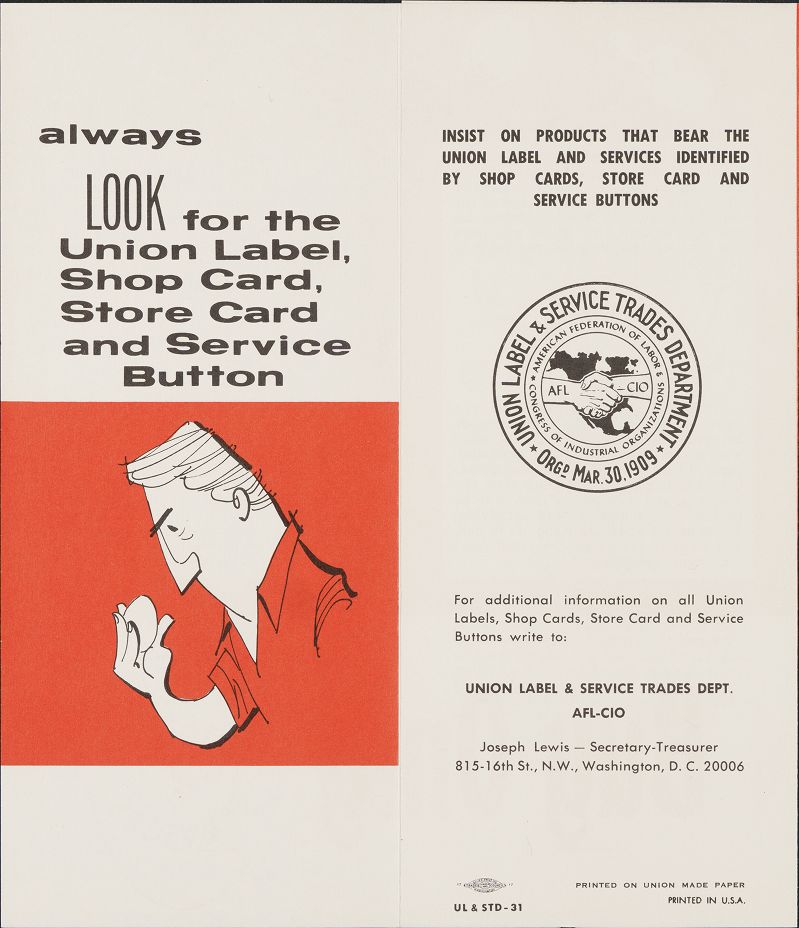 always
LOOK for the
Union Label,
Shop Card,
Store Card
and Service
Button
INSIST ON PRODUCTS THAT BEAR THE
UNION LABEL AND SERVICES IDENTIFIED
BY SHOP CARDS, STORE CARD AND
SERVICE BUTTONS
UNION LABEL & SERVICE TRADES DEPARTMENT
★ ORGD MAR. 30, 1909 ★
AMERICAN FEDERATION OF LABOR &
★ CONGRESS OF INDUSTRIAL ORGANIZATIONS
AFL - CIO
For additional information on all Union
Labels, Shop Cards, Store Card and Service
Buttons write to:
UNION LABEL & SERVICE TRADES DEPT.
AFL-CIO
Joseph Lewis — Secretary-Treasurer
815-16th St., N.W., Washington, D. C. 20006
PRINTED ON UNION MADE PAPER
UL & STD-31
PRINTED IN U.S.A.